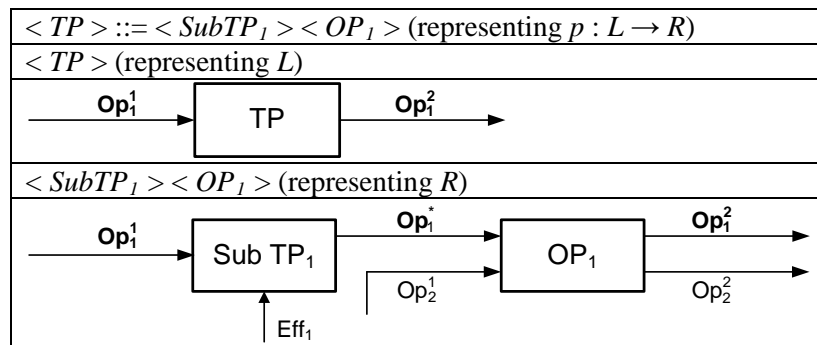 < TP > ::= < SubTP₁ > < OP₁ > (representing p : L → R)
< TP > (representing L)
Op₁¹ TP Op₁²
< SubTP₁ > < OP₁ > (representing R)
Op₁¹ Sub TP₁ Op₁* OP₁ Op₁²
Op₂¹ Op₂²
Eff₁